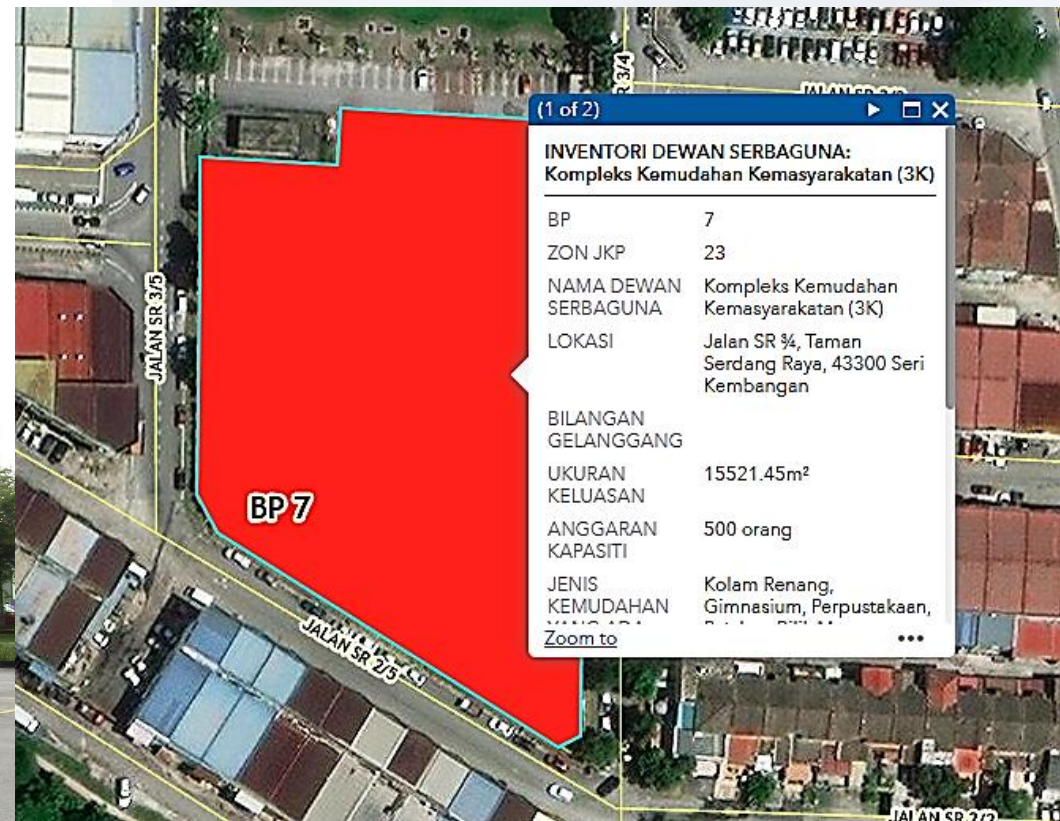 (1 of 2)
INVENTORI DEWAN SERBAGUNA:
Kompleks Kemudahan Kemasyarakatan (3K)
BP 7
ZON JKP 23
NAMA DEWAN Kompleks Kemudahan
SERBAGUNA Kemasyarakatan (3K)
LOKASI Jalan SR ¾, Taman
Serdang Raya, 43300 Seri
Kembangan
BILANGAN
GELANGGANG
UKURAN 15521.45m²
KELUASAN
ANGGARAN 500 orang
KAPASITI
JENIS Kolam Renang,
KEMUDAHAN Gimnasium, Perpustakaan,
Zoom to
JALAN SR 3/5
BP 7
JALAN SR 2/5
R 3/4
JALAN SR 2/2